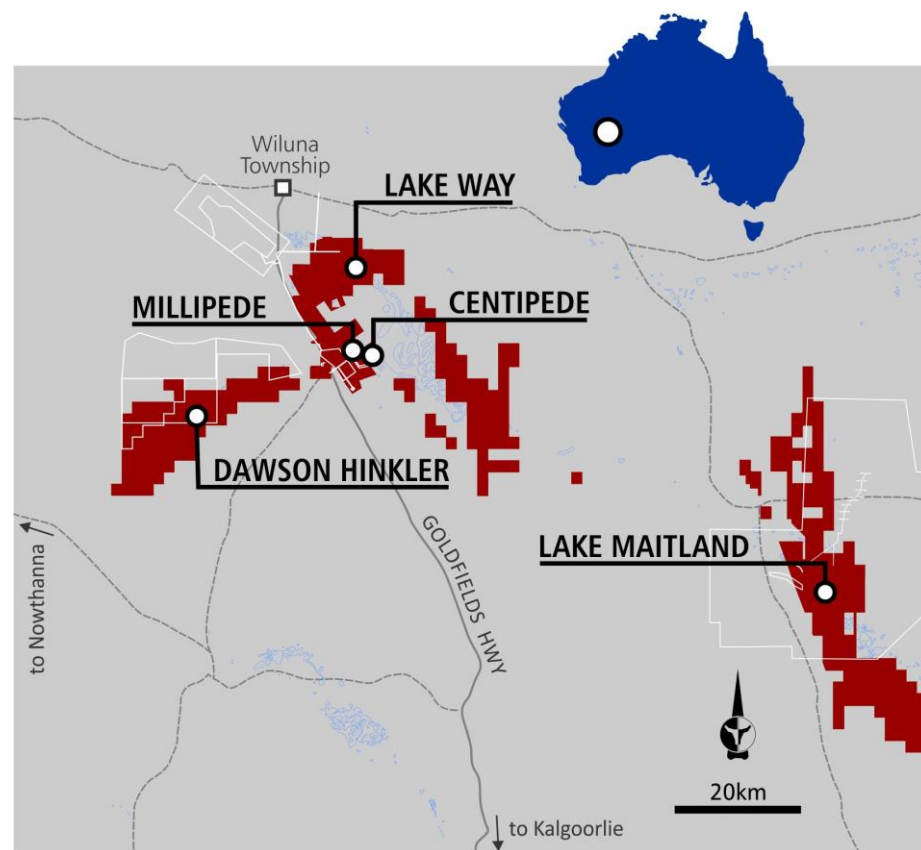 Wiluna
Township
LAKE WAY
MILLIPEDE
CENTIPEDE
DAWSON HINKLER
GOLDFIELDS HWY
LAKE MAITLAND
to Nowthanna
20km
to Kalgoorlie